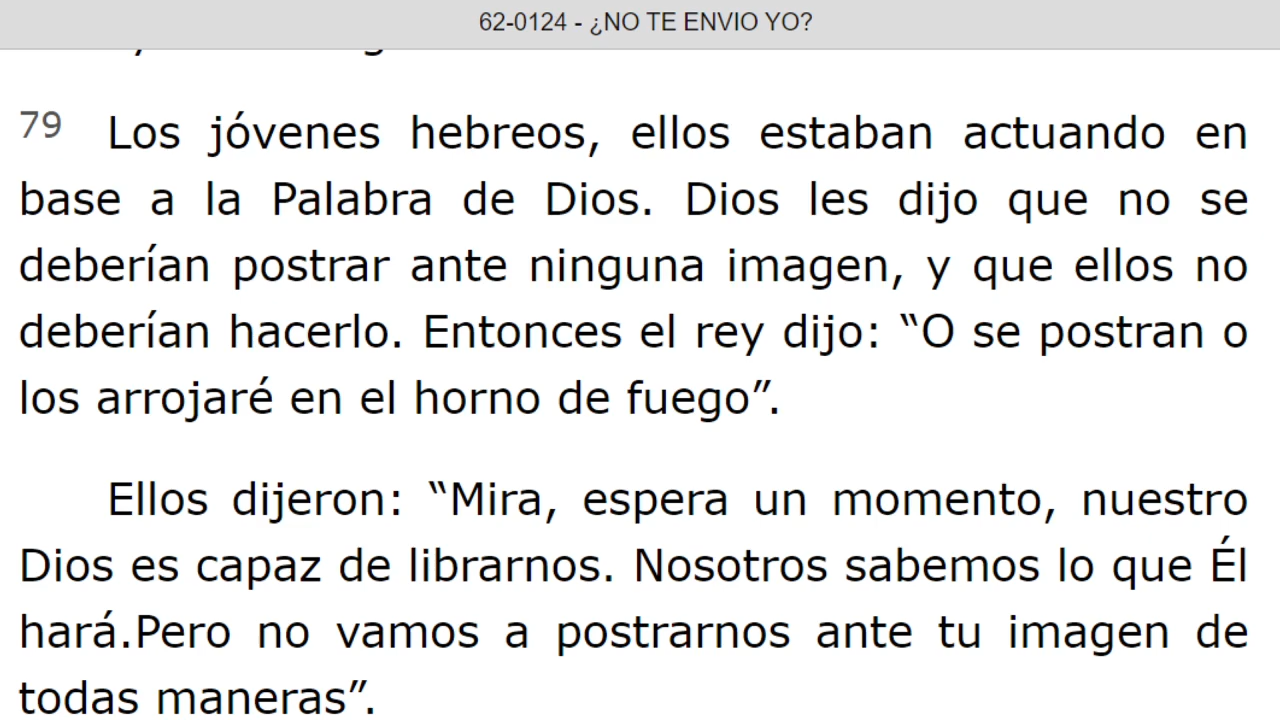 62-0124 - ¿NO TE ENVIO YO?
79 Los jóvenes hebreos, ellos estaban actuando en
base a la Palabra de Dios. Dios les dijo que no se
deberían postrar ante ninguna imagen, y que ellos no
deberían hacerlo. Entonces el rey dijo: “O se postran o
los arrojaré en el horno de fuego”.
Ellos dijeron: “Mira, espera un momento, nuestro
Dios es capaz de librarnos. Nosotros sabemos lo que Él
hará.Pero no vamos a postrarnos ante tu imagen de
todas maneras”.